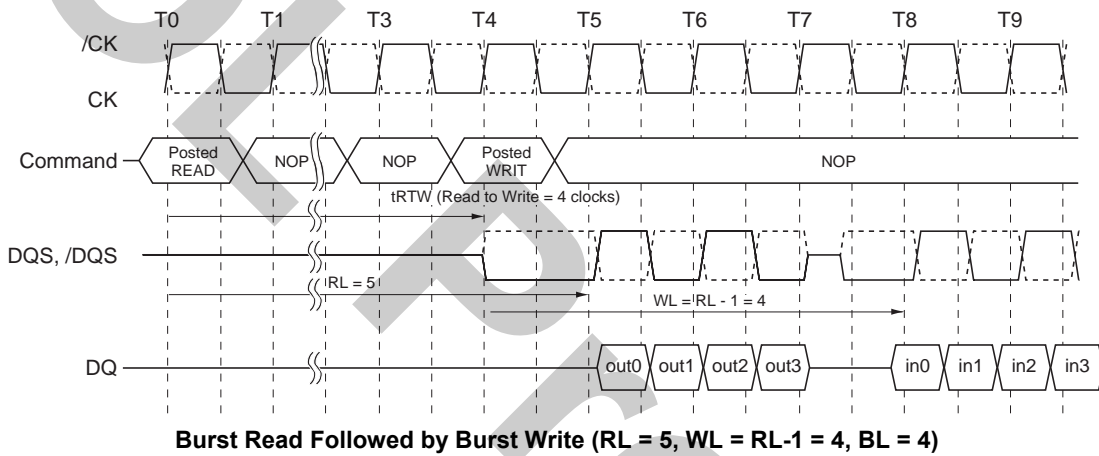 T0 T1 T3 T4 T5 T6 T7 T8 T9
/CK
CK
Command
Posted READ
NOP
NOP
Posted WRIT
NOP
tRTW (Read to Write = 4 clocks)
DQS, /DQS
RL = 5
WL = RL - 1 = 4
DQ
out0 out1 out2 out3 in0 in1 in2 in3
Burst Read Followed by Burst Write (RL = 5, WL = RL-1 = 4, BL = 4)